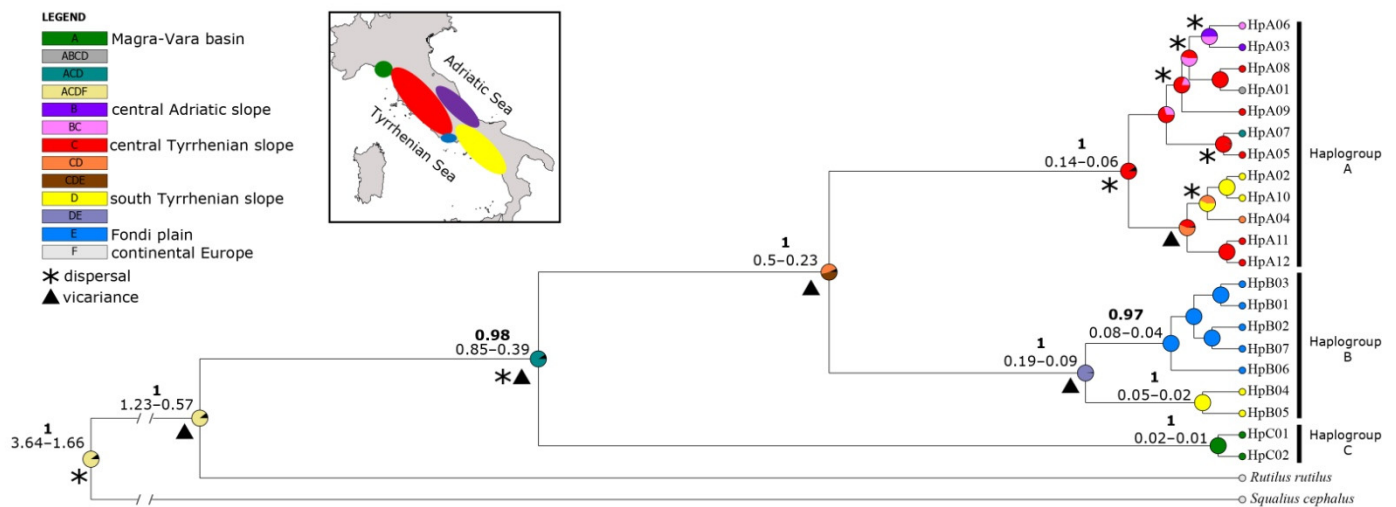 LEGEND
A Magra-Vara basin
ABCD
ACD
ACDF
B central Adriatic slope
BC
C central Tyrrhenian slope
CD
CDE
D south Tyrrhenian slope
DE
E Fondi plain
F continental Europe
dispersal
vicariance
Adriatic Sea
Tyrrhenian Sea
HpA06
HpA03
HpA08
HpA01
HpA09
HpA07
HpA05
HpA02
HpA10
HpA04
HpA11
HpA12
Haplogroup
A
HpB03
HpB01
HpB02
HpB07
HpB06
HpB04
HpB05
Haplogroup
B
HpC01
HpC02
Haplogroup
C
Rutilus rutilus
Squalius cephalus
1
0.14–0.06
1
0.5–0.23
0.97
0.08–0.04
1
0.19–0.09
1
0.05–0.02
0.98
0.85–0.39
1
1.23–0.57
1
0.02–0.01
1
3.64–1.66